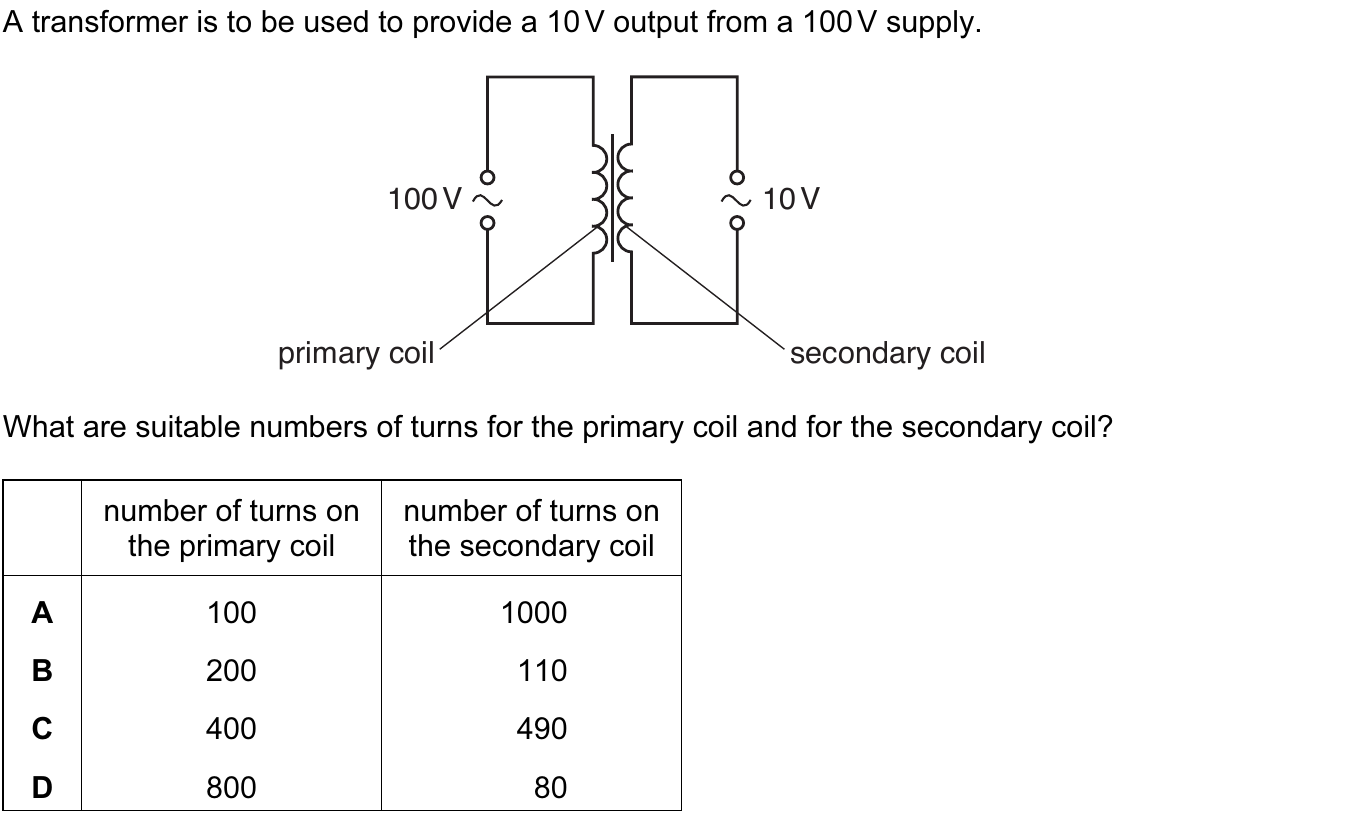 A transformer is to be used to provide a 10 V output from a 100 V supply.
100 V
10 V
primary coil
secondary coil
What are suitable numbers of turns for the primary coil and for the secondary coil?
number of turns on the primary coil
number of turns on the secondary coil
A 100 1000
B 200 110
C 400 490
D 800 80